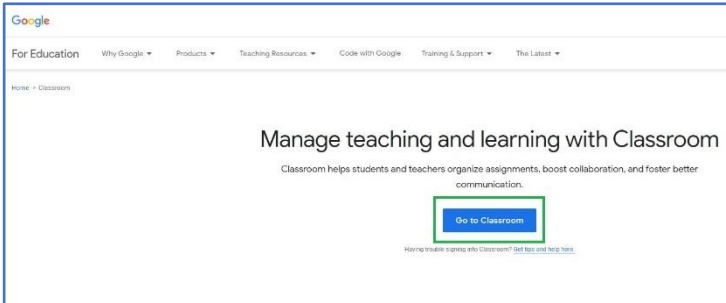 Google
For Education Why Google Products Teaching Resources Code with Google Training & Support The Latest
Home > Classroom
Manage teaching and learning with Classroom
Classroom helps students and teachers organize assignments, boost collaboration, and foster better
communication.
Go to Classroom
Having trouble signing into Classroom? Get tips and help here